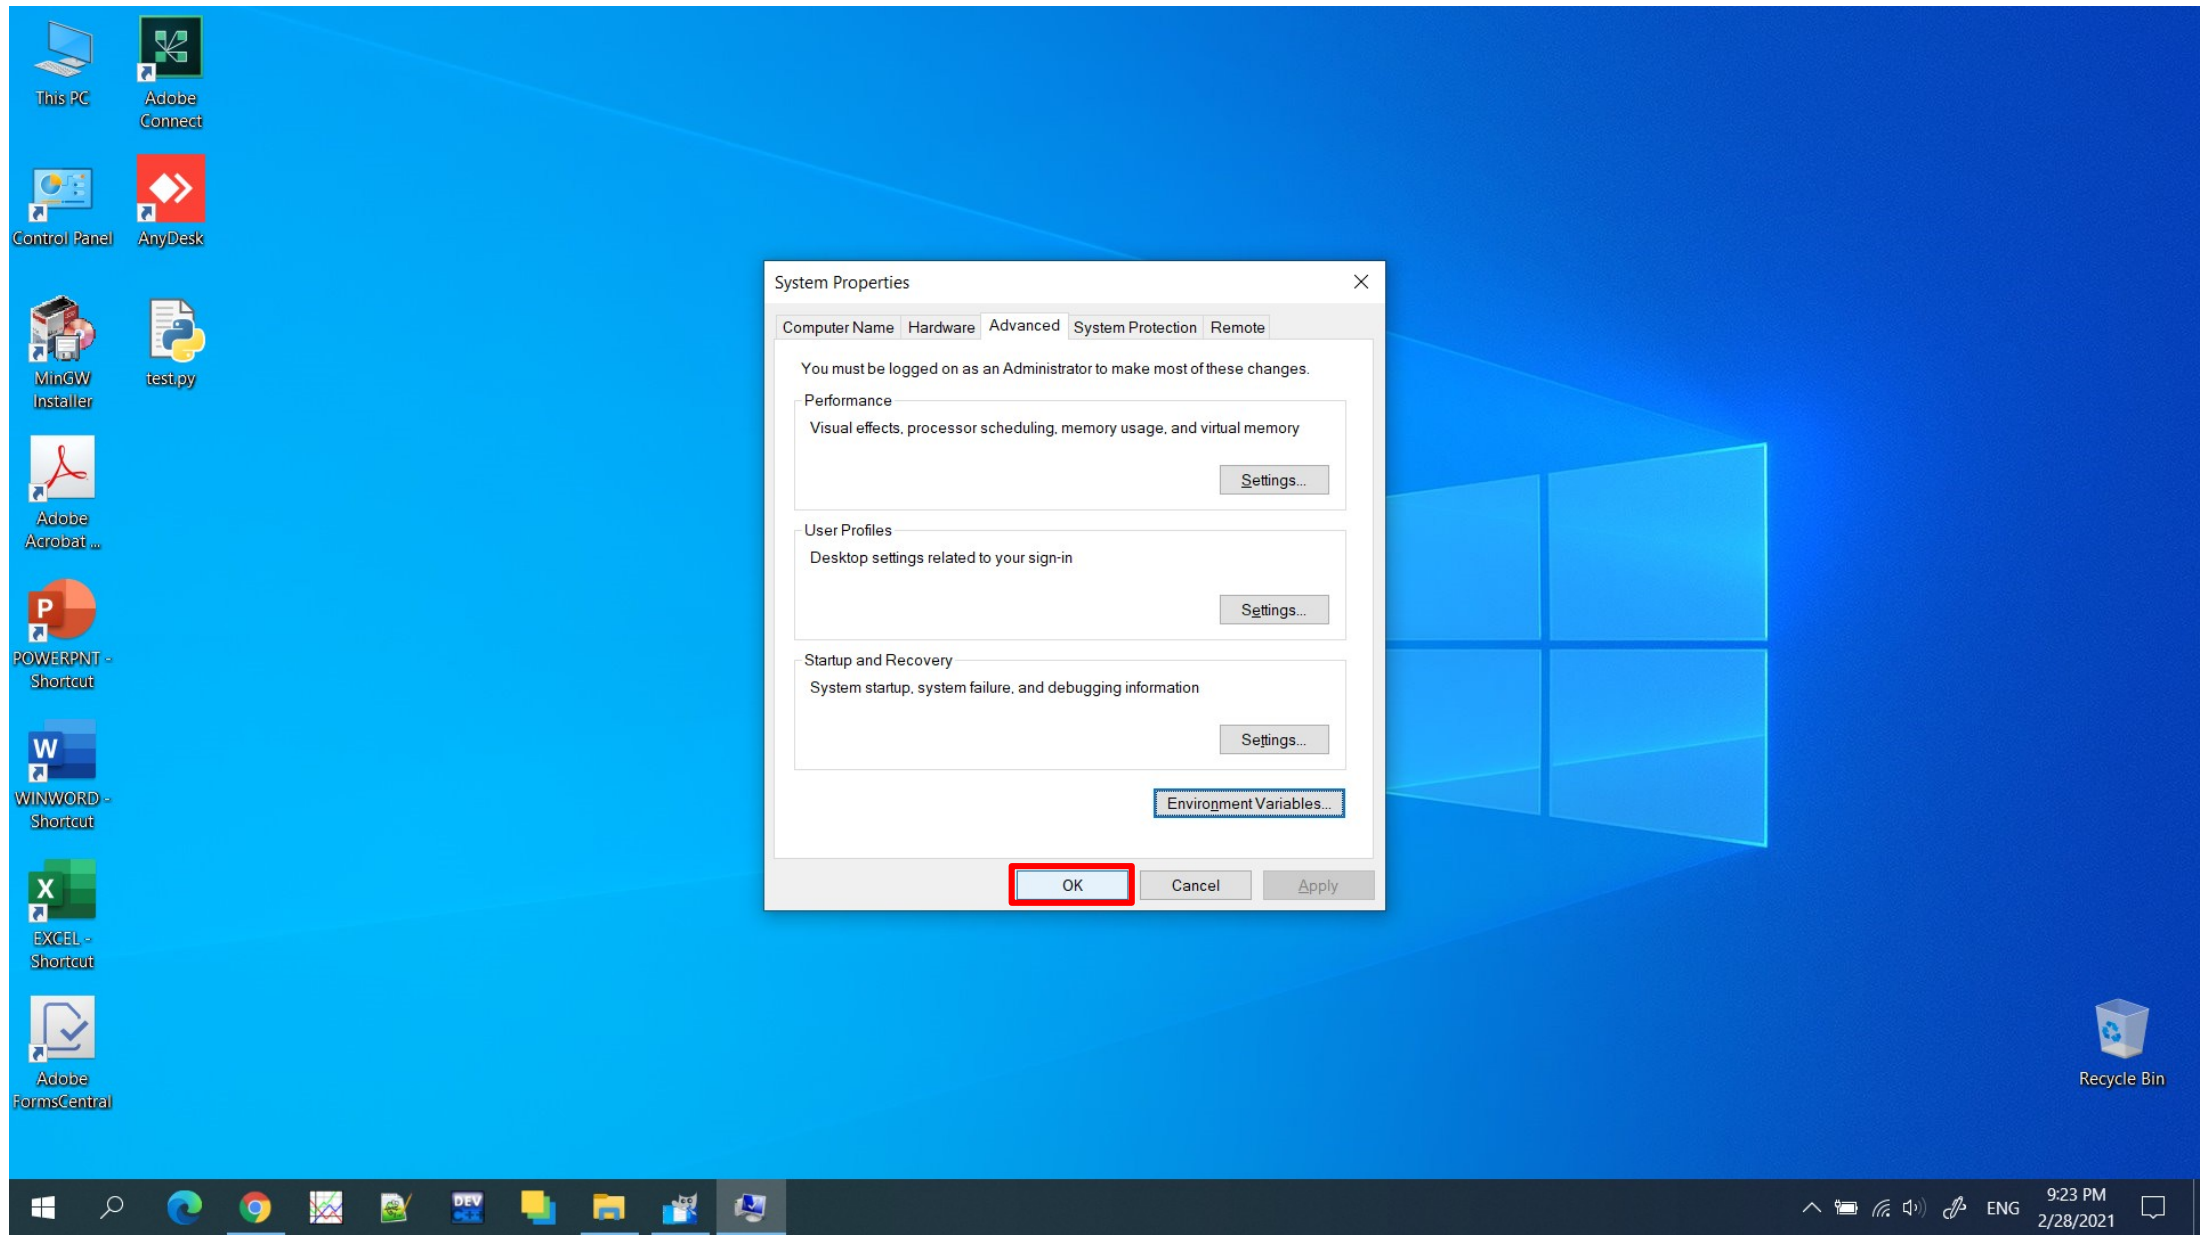 This PC
Adobe
Connect
Control Panel
AnyDesk
MinGW
Installer
test.py
Adobe
Acrobat ...
POWERPNT -
Shortcut
WINWORD -
Shortcut
EXCEL -
Shortcut
Adobe
FormsCentral
System Properties
Computer Name
Hardware
Advanced
System Protection
Remote
You must be logged on as an Administrator to make most of these changes.
Performance
Visual effects, processor scheduling, memory usage, and virtual memory
Settings...
User Profiles
Desktop settings related to your sign-in
Settings...
Startup and Recovery
System startup, system failure, and debugging information
Settings...
Environment Variables...
OK
Cancel
Apply
Recycle Bin
P
W
X
DEV
C++
ENG
9:23 PM
2/28/2021